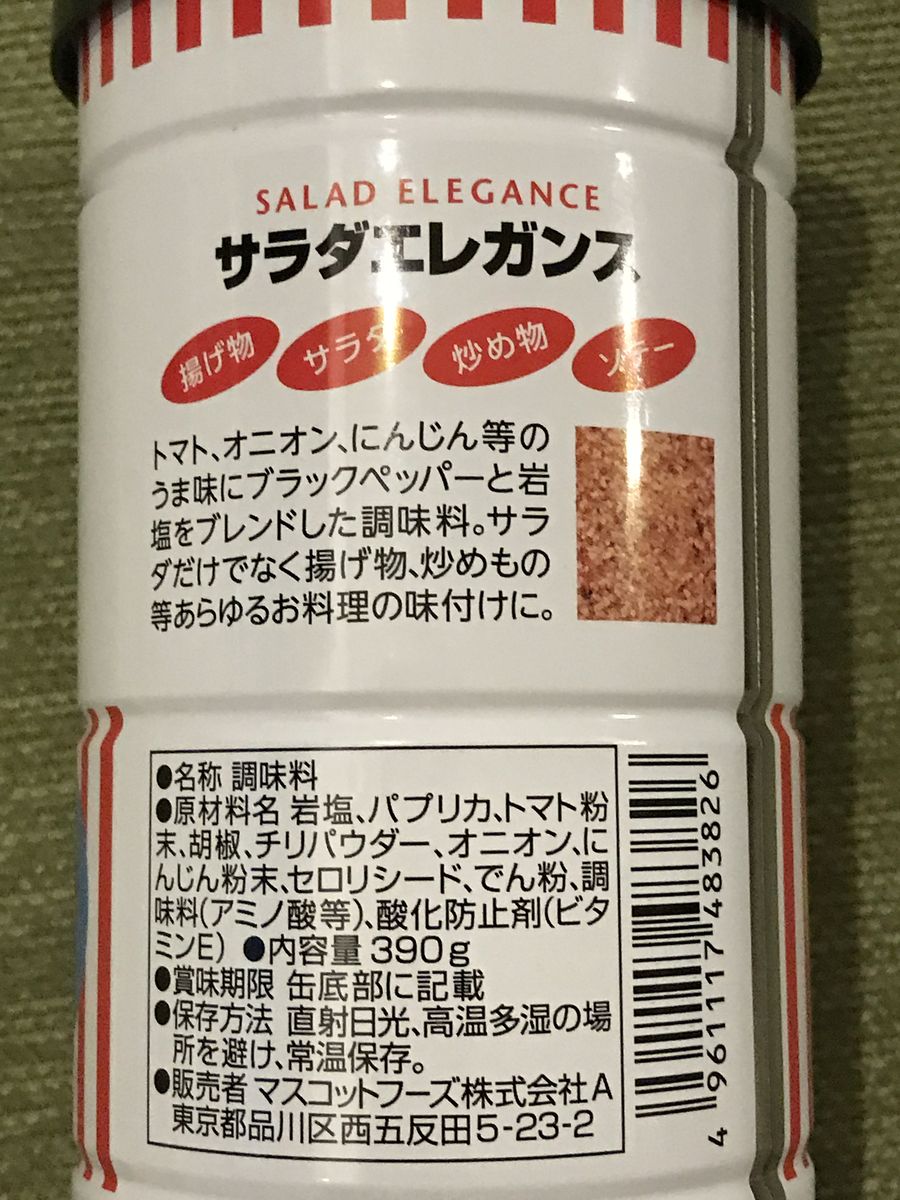 SALAD ELEGANCE
サラダエレガンス
揚げ物 サラダ 炒め物 ソテー
トマト、オニオン、にんじん等の
うま味にブラックペッパーと岩
塩をブレンドした調味料。サラ
ダだけでなく揚げ物、炒めもの
等あらゆるお料理の味付けに。
●名称 調味料
●原材料名 岩塩、パプリカ、トマト粉
末、胡椒、チリパウダー、オニオン、に
んじん粉末、セロリシード、でん粉、調
味料(アミノ酸等)、酸化防止剤(ビタ
ミンE) ●内容量 390g
●賞味期限 缶底部に記載
●保存方法 直射日光、高温多湿の場
所を避け、常温保存。
●販売者 マスコットフーズ株式会社A
東京都品川区西五反田5-23-2
4 961117 483826